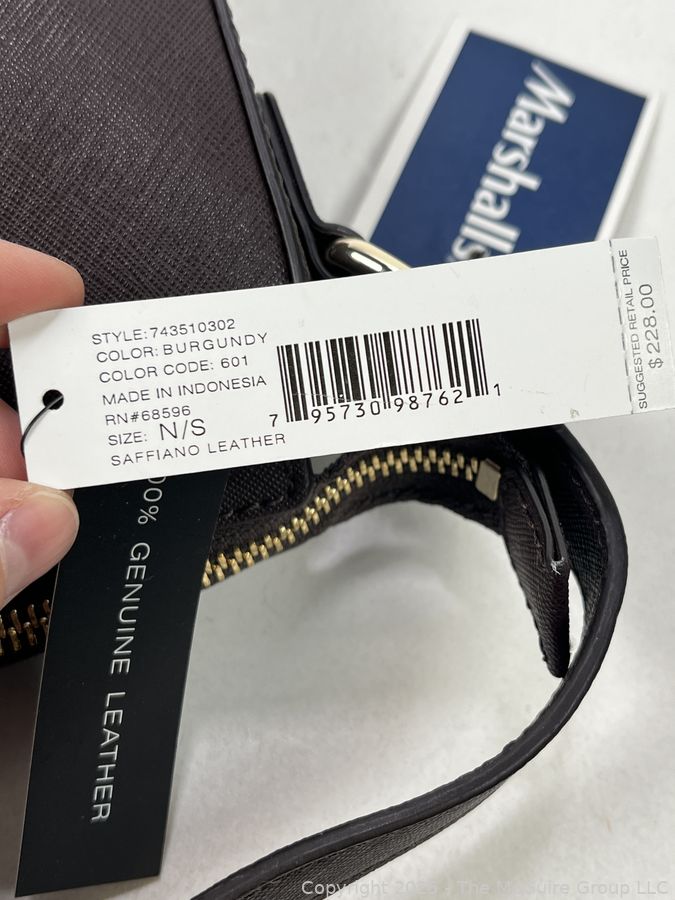 Marshalls
STYLE:743510302
COLOR: BURGUNDY
COLOR CODE: 601
MADE IN INDONESIA
RN#68596
SIZE: N/S
SAFFIANO LEATHER
7 95730 98762 1
SUGGESTED RETAIL PRICE
$228.00
00% GENUINE LEATHER